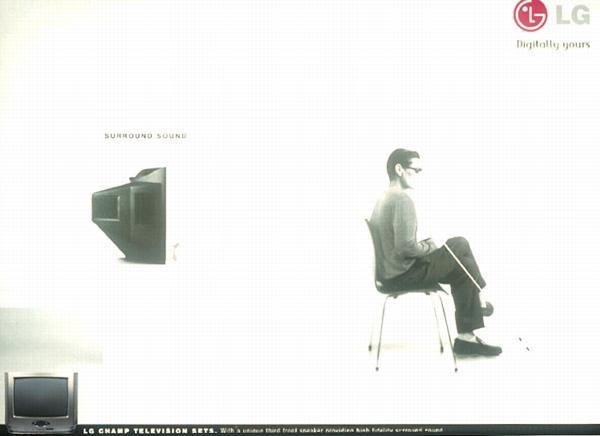 LG
Digitally yours
SURROUND SOUND
LG CHAMP TELEVISION SETS. With a unique third front speaker providing high fidelity surround sound